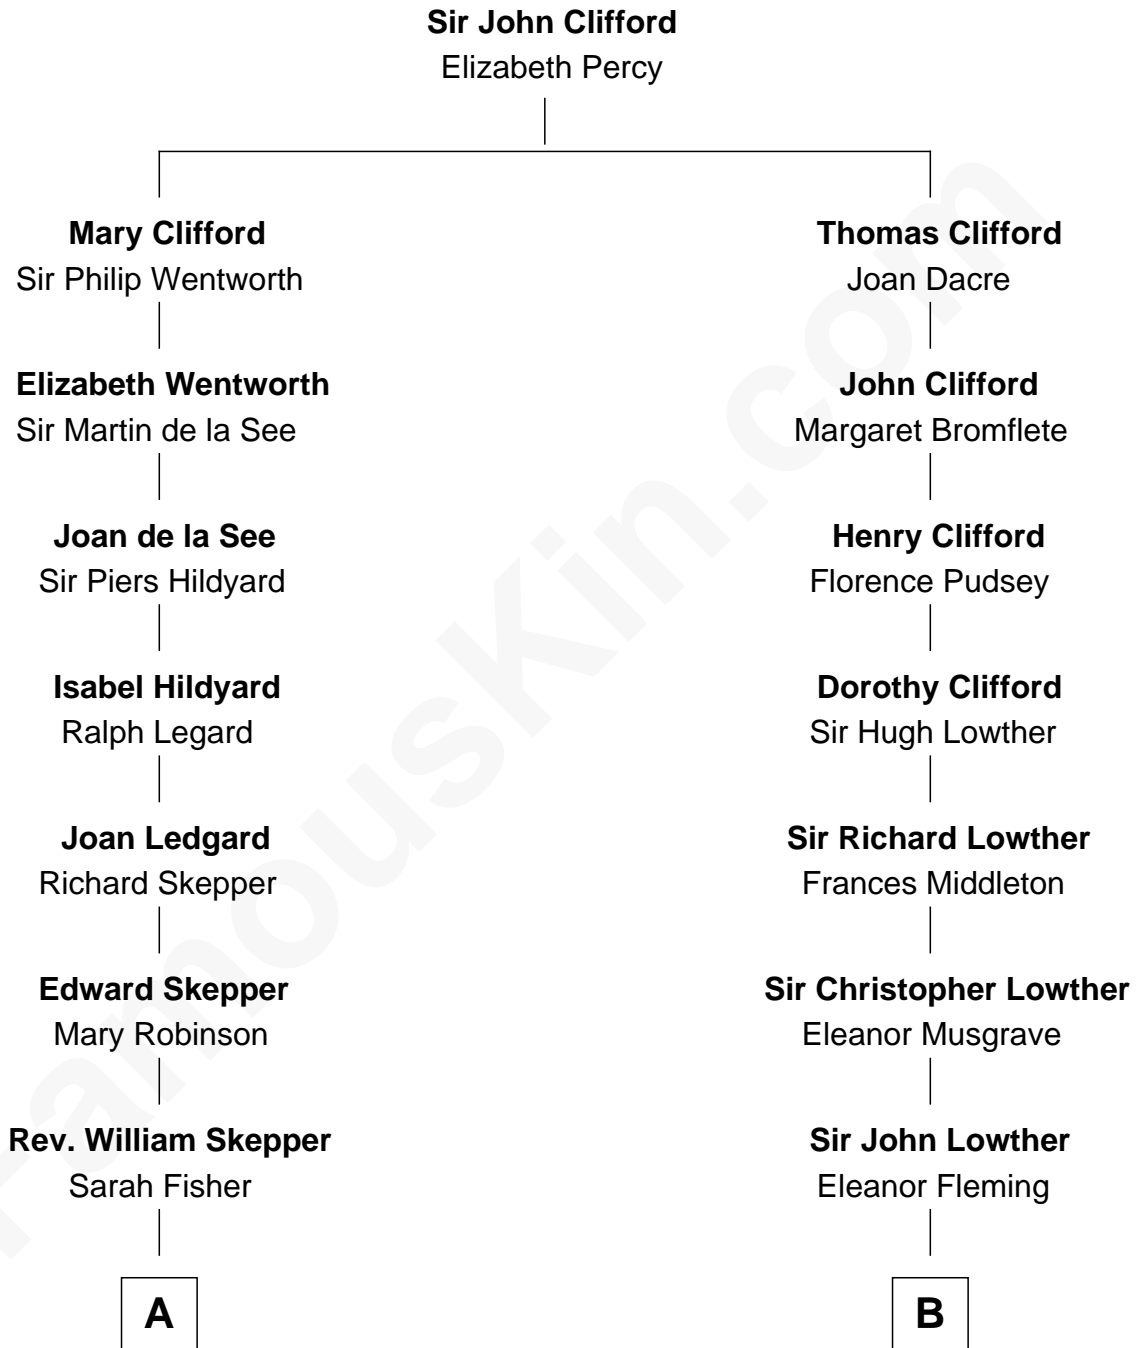 Sir John Clifford
Elizabeth Percy
Mary Clifford
Sir Philip Wentworth
Thomas Clifford
Joan Dacre
Elizabeth Wentworth
Sir Martin de la See
John Clifford
Margaret Bromflete
Joan de la See
Sir Piers Hildyard
Henry Clifford
Florence Pudsey
Isabel Hildyard
Ralph Legard
Dorothy Clifford
Sir Hugh Lowther
Joan Ledgard
Richard Skepper
Sir Richard Lowther
Frances Middleton
Edward Skepper
Mary Robinson
Sir Christopher Lowther
Eleanor Musgrave
Rev. William Skepper
Sarah Fisher
Sir John Lowther
Eleanor Fleming
A
B
FamousKin.com